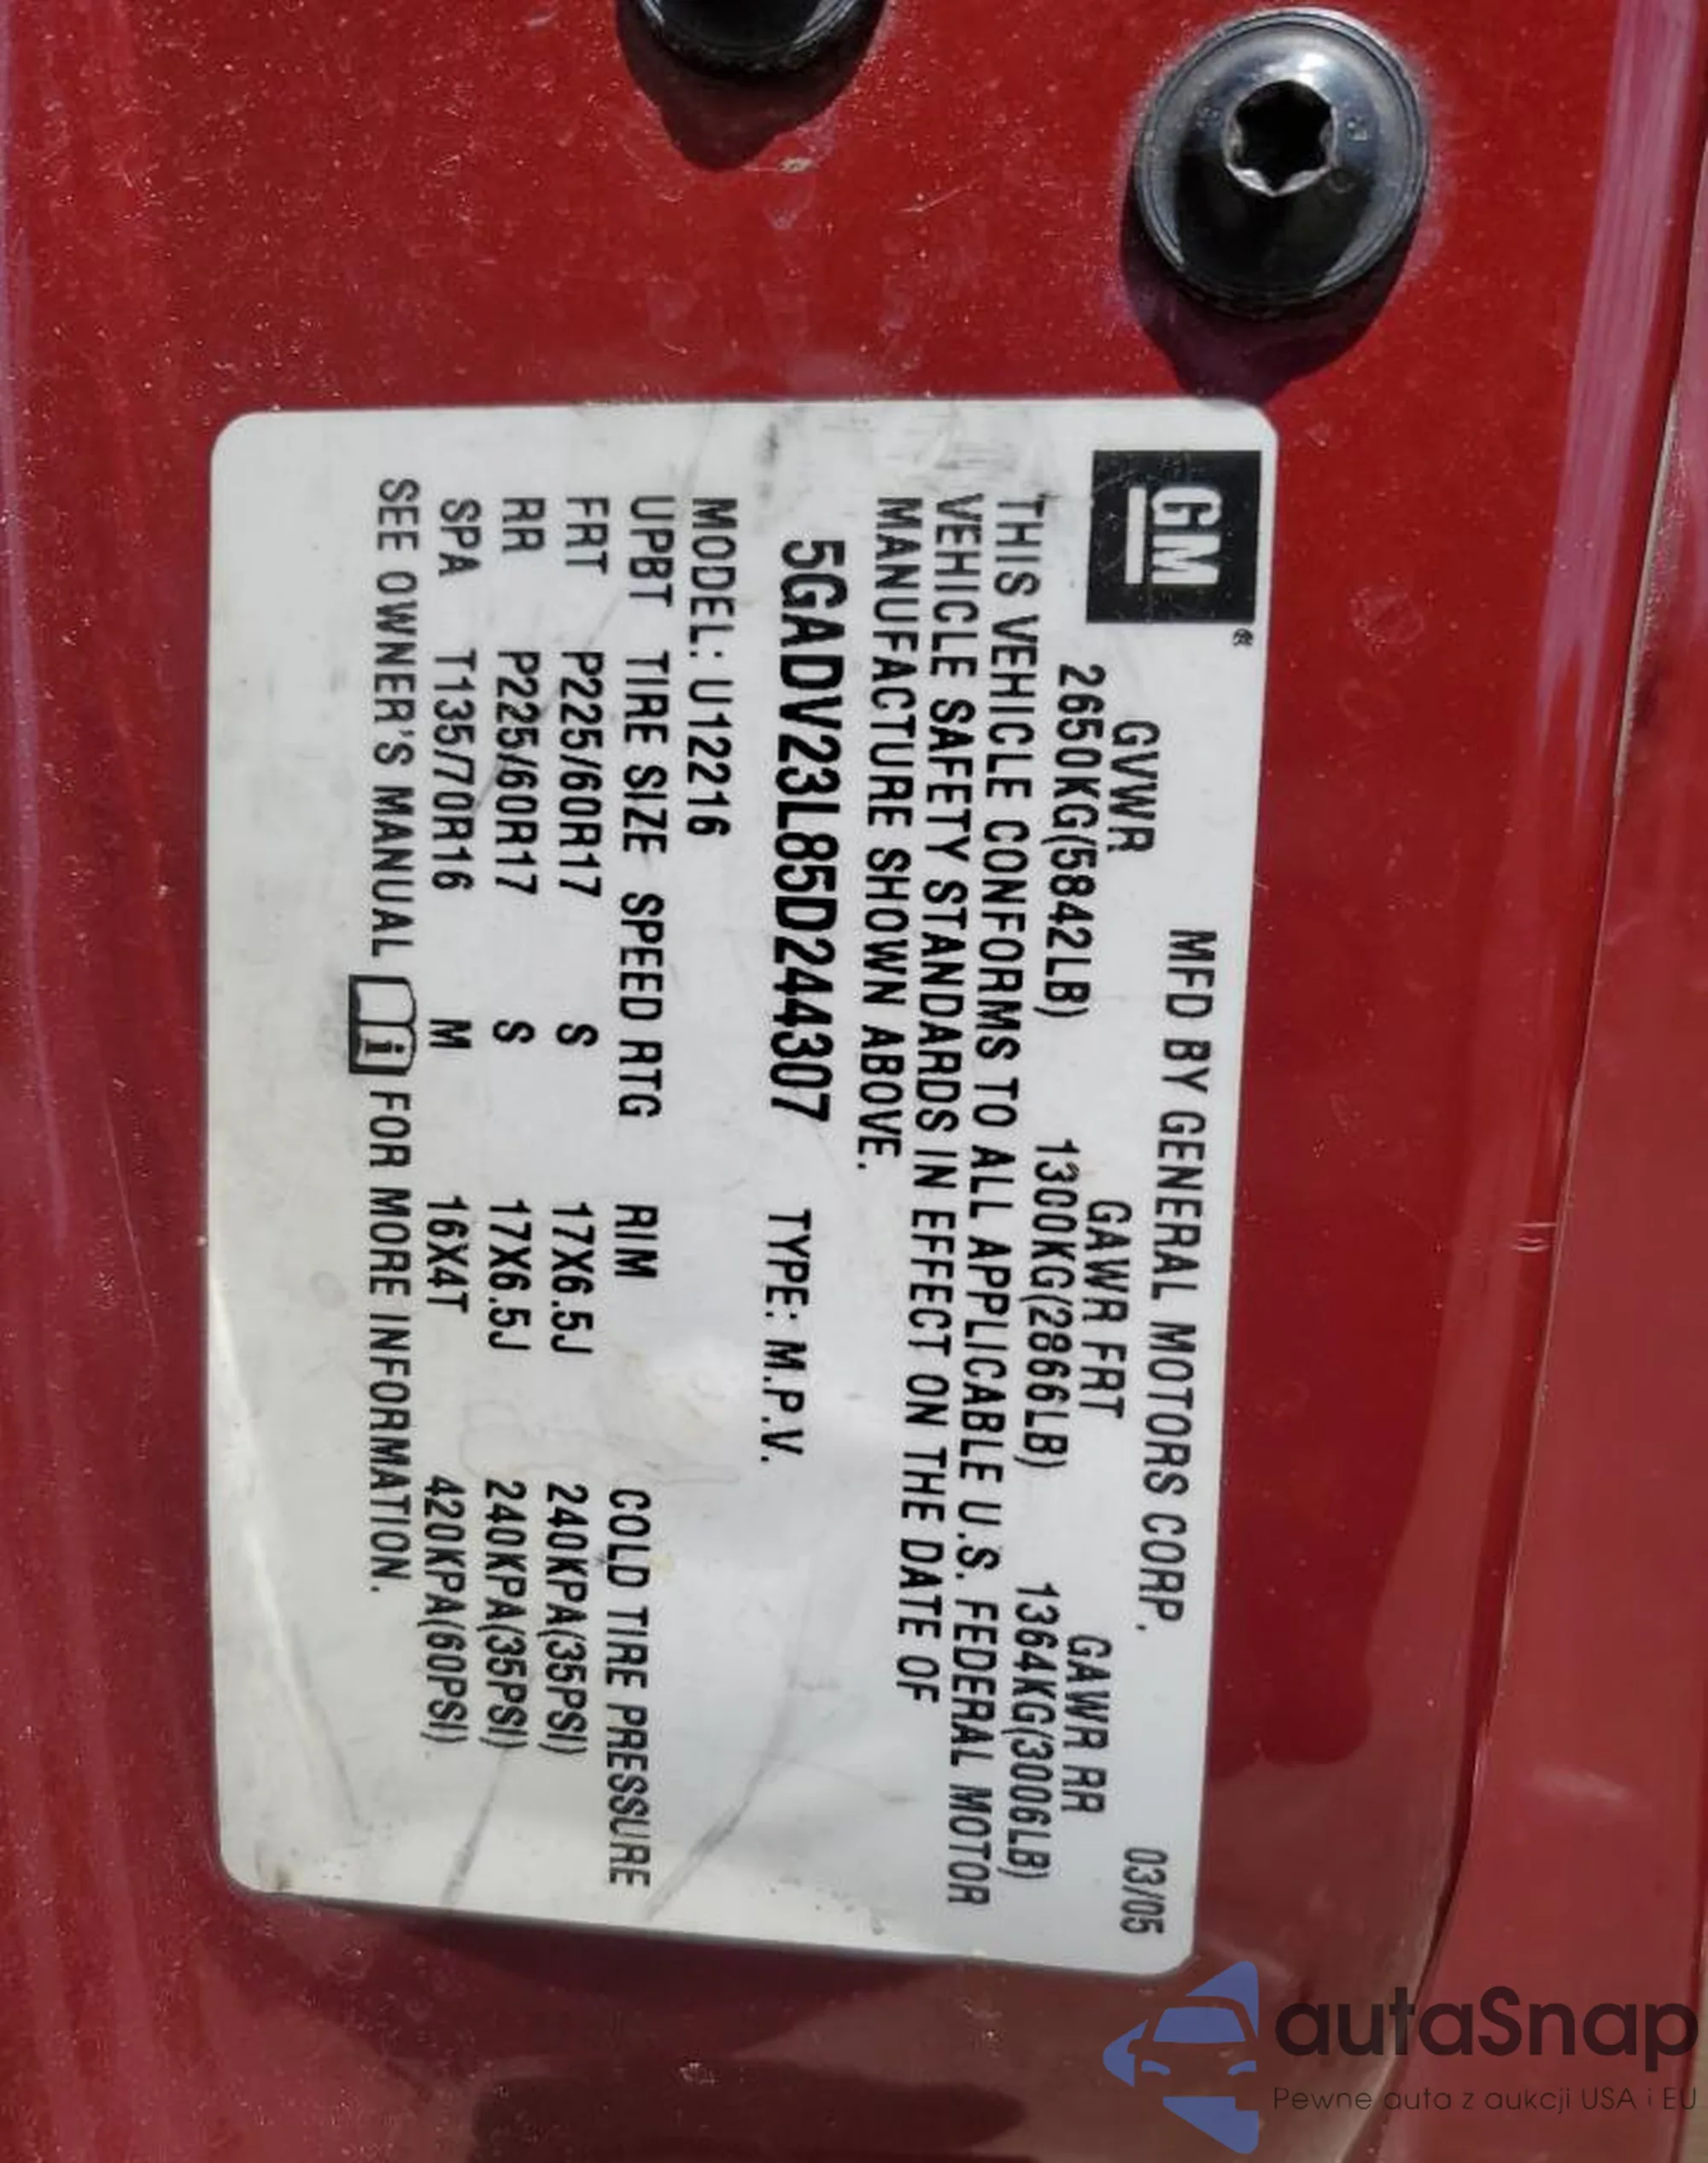 GM®
MFD BY GENERAL MOTORS CORP. 03/05
GVWR GAWR FRT GAWR RR
2650KG(5842LB) 1300KG(2866LB) 1364KG(3006LB)
THIS VEHICLE CONFORMS TO ALL APPLICABLE U.S. FEDERAL MOTOR
VEHICLE SAFETY STANDARDS IN EFFECT ON THE DATE OF
MANUFACTURE SHOWN ABOVE.
5GADV23L85D244307 TYPE: M.P.V.
MODEL: U12216
UPBT TIRE SIZE SPEED RTG RIM COLD TIRE PRESSURE
FRT P225/60R17 S 17X6.5J 240KPA(35PSI)
RR P225/60R17 S 17X6.5J 240KPA(35PSI)
SPA T135/70R16 M 16X4T 420KPA(60PSI)
SEE OWNER'S MANUAL i FOR MORE INFORMATION.
autaSnap
Pewne auta z aukcji USA i EU